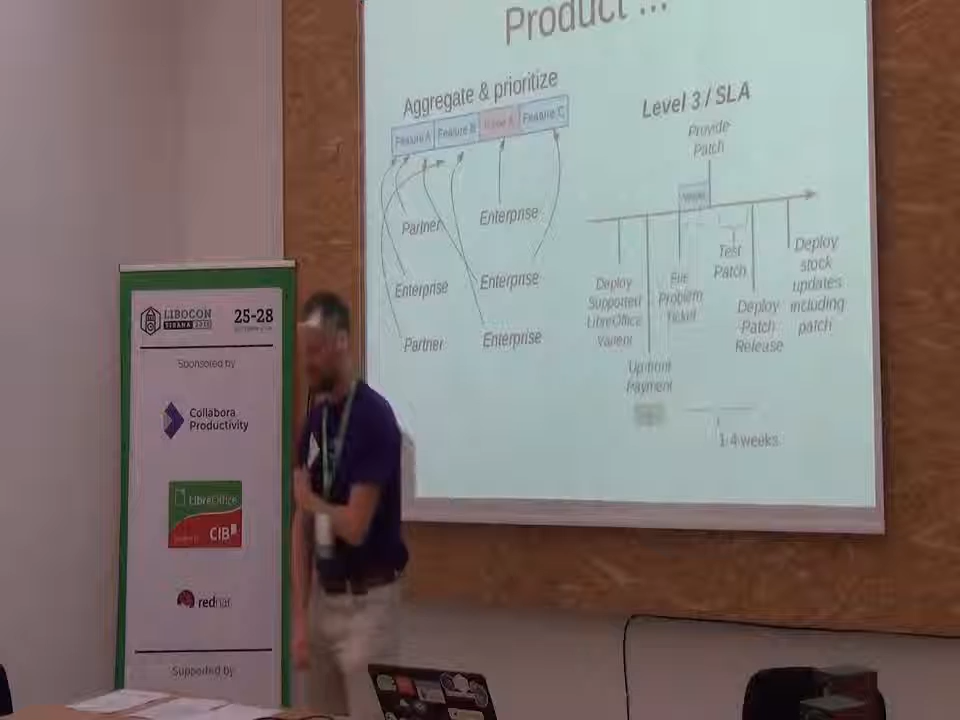 Product ...
Aggregate & prioritize
Feature A
Feature B
Feature C
Partner
Enterprise
Enterprise
Enterprise
Partner
Enterprise
Level 3 / SLA
Provide
Patch
Test
Patch
Deploy
Supported
LibreOffice
Variant
File
Problem
Ticket
Deploy
Patch
Release
Deploy
stock
updates
including
patch
Upfront
Payment
1-4 weeks
LIBOCON
TIRANA 2018
25-28
Sponsored by
Collabora
Productivity
LibreOffice
CIB
redhat
Supported by